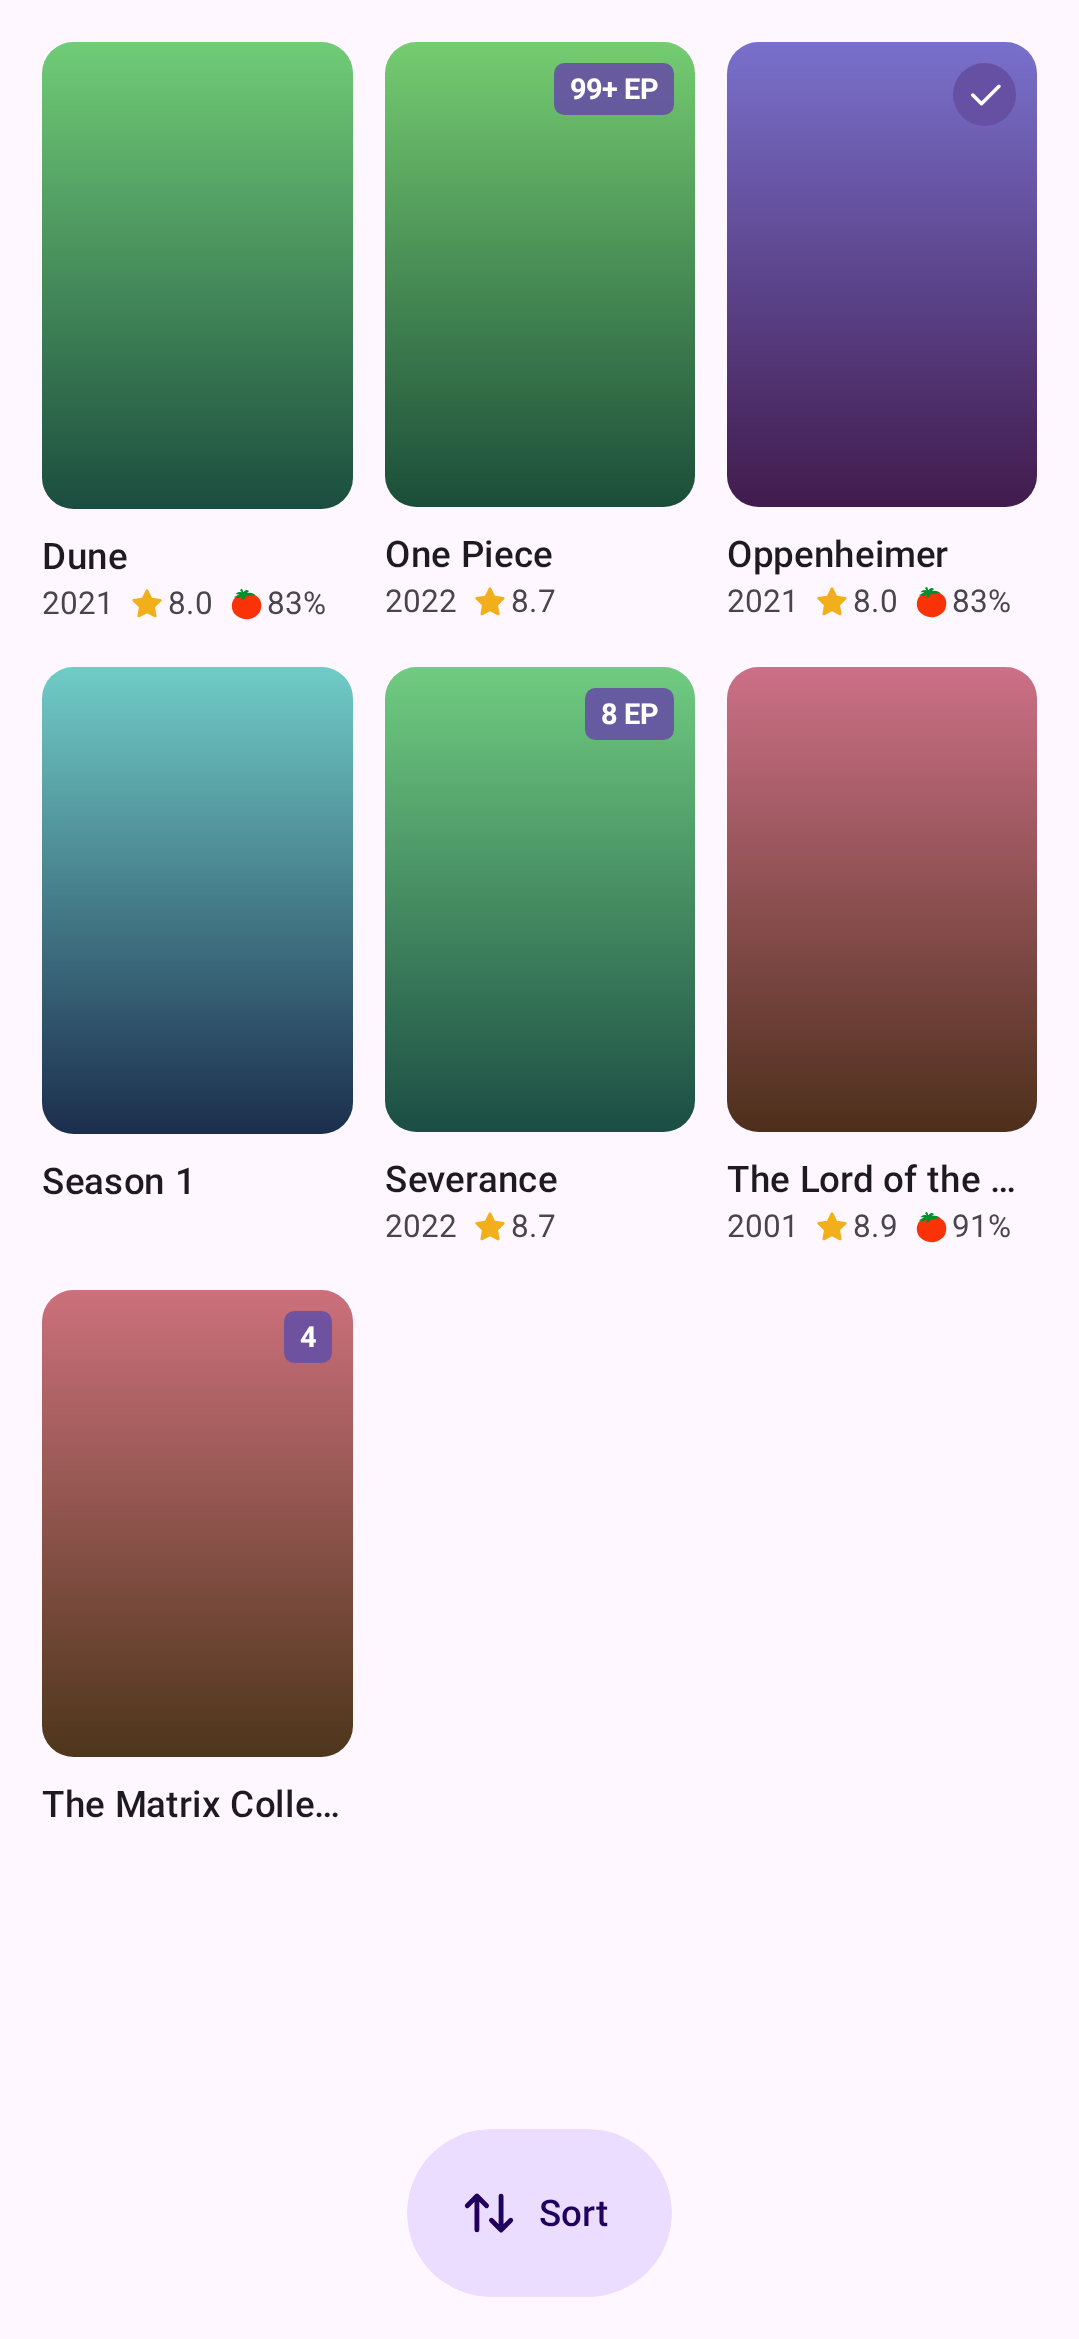 99+ EP
Dune
2021 8.0 83%
One Piece
2022 8.7
Oppenheimer
2021 8.0 83%
Season 1
8 EP
Severance
2022 8.7
The Lord of the ...
2001 8.9 91%
4
The Matrix Colle...
Sort